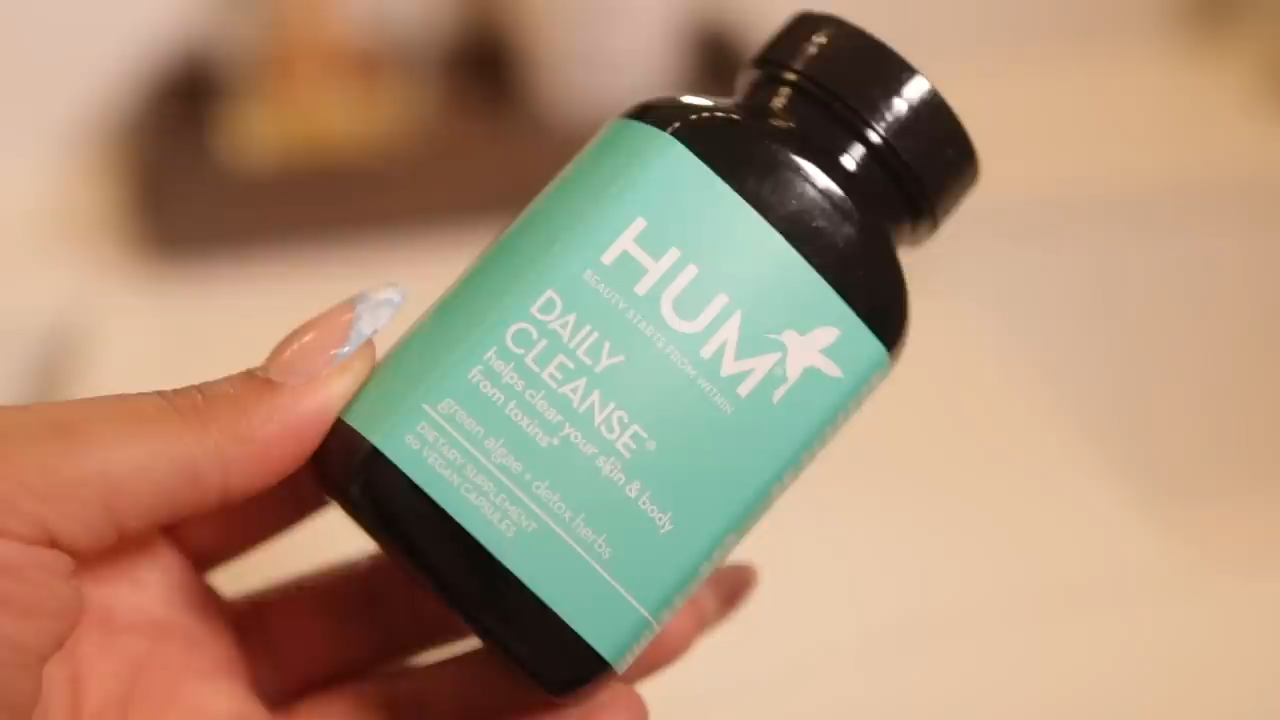 HUM®
BEAUTY STARTS FROM WITHIN
DAILY
CLEANSE®
helps clear your skin & body
from toxins*
green algae + detox herbs
DIETARY SUPPLEMENT
60 VEGAN CAPSULES